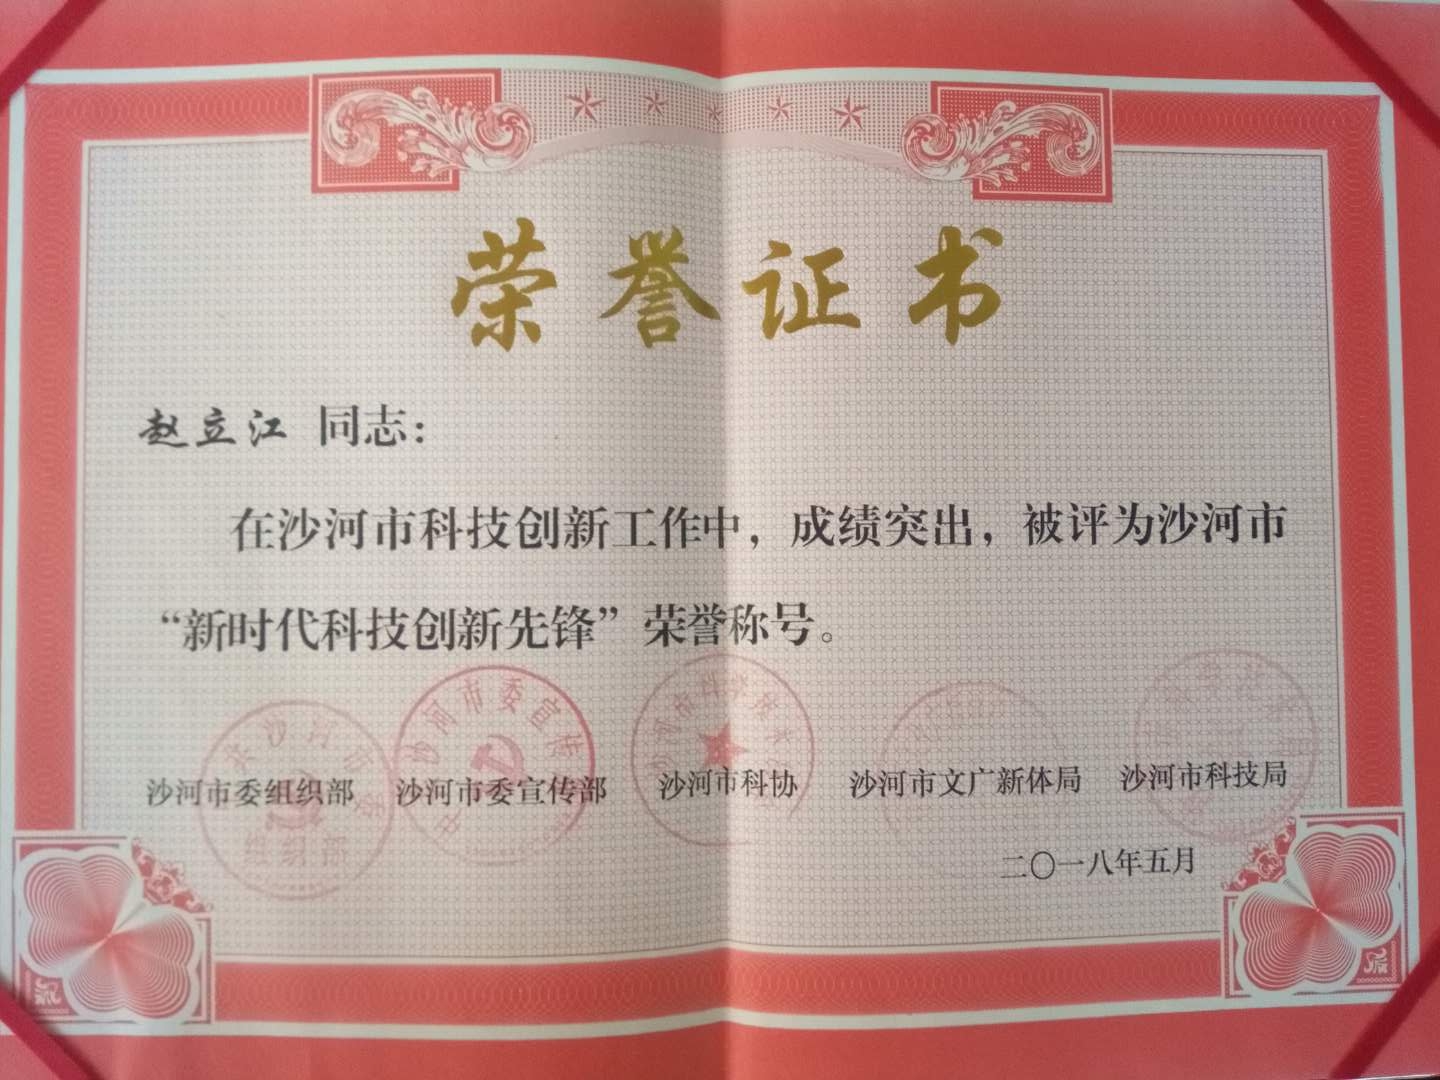 荣誉证书
赵立江 同志：
在沙河市科技创新工作中，成绩突出，被评为沙河市
“新时代科技创新先锋”荣誉称号。
沙河市委组织部 沙河市委宣传部 沙河市科协 沙河市文广新体局 沙河市科技局
二〇一八年五月